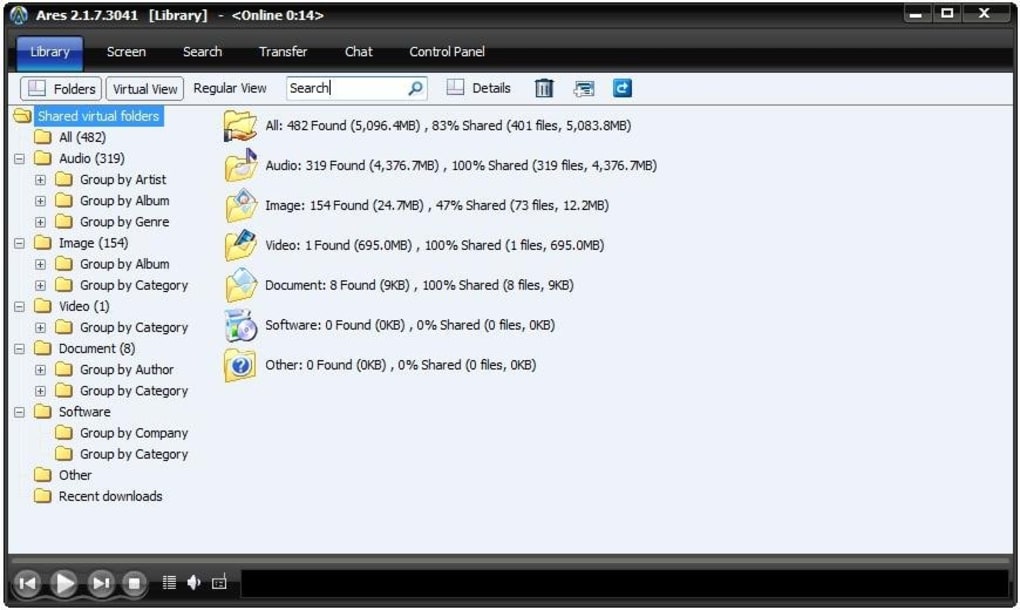 Ares 2.1.7.3041 [Library] - <Online 0:14>
Library Screen Search Transfer Chat Control Panel
Folders Virtual View Regular View Search Details
Shared virtual folders
All (482)
Audio (319)
Group by Artist
Group by Album
Group by Genre
Image (154)
Group by Album
Group by Category
Video (1)
Group by Category
Document (8)
Group by Author
Group by Category
Software
Group by Company
Group by Category
Other
Recent downloads
All: 482 Found (5,096.4MB) , 83% Shared (401 files, 5,083.8MB)
Audio: 319 Found (4,376.7MB) , 100% Shared (319 files, 4,376.7MB)
Image: 154 Found (24.7MB) , 47% Shared (73 files, 12.2MB)
Video: 1 Found (695.0MB) , 100% Shared (1 files, 695.0MB)
Document: 8 Found (9KB) , 100% Shared (8 files, 9KB)
Software: 0 Found (0KB) , 0% Shared (0 files, 0KB)
Other: 0 Found (0KB) , 0% Shared (0 files, 0KB)